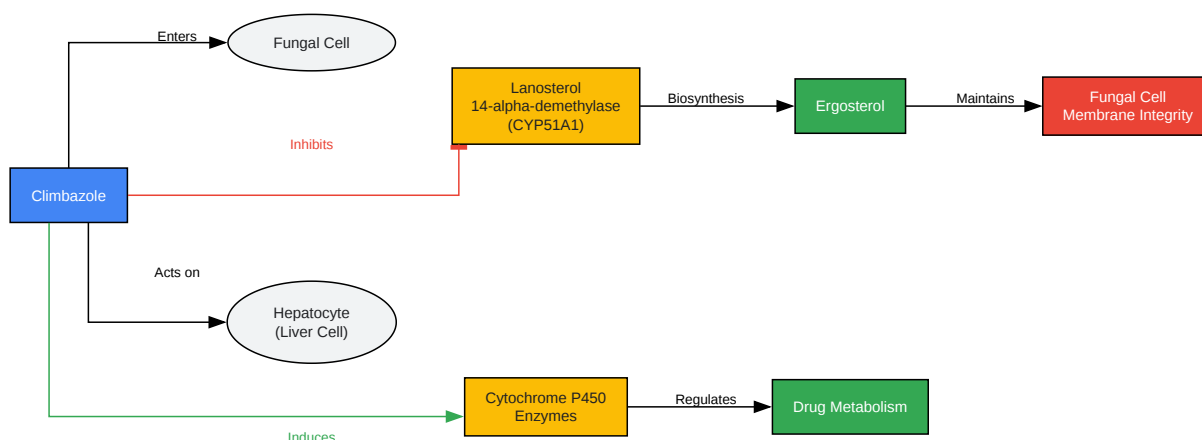 Enters
Fungal Cell
Lanosterol
14-alpha-demethylase
(CYP51A1)
Biosynthesis
Ergosterol
Maintains
Fungal Cell
Membrane Integrity
Inhibits
Climbazole
Acts on
Hepatocyte
(Liver Cell)
Cytochrome P450
Enzymes
Regulates
Drug Metabolism
Induces